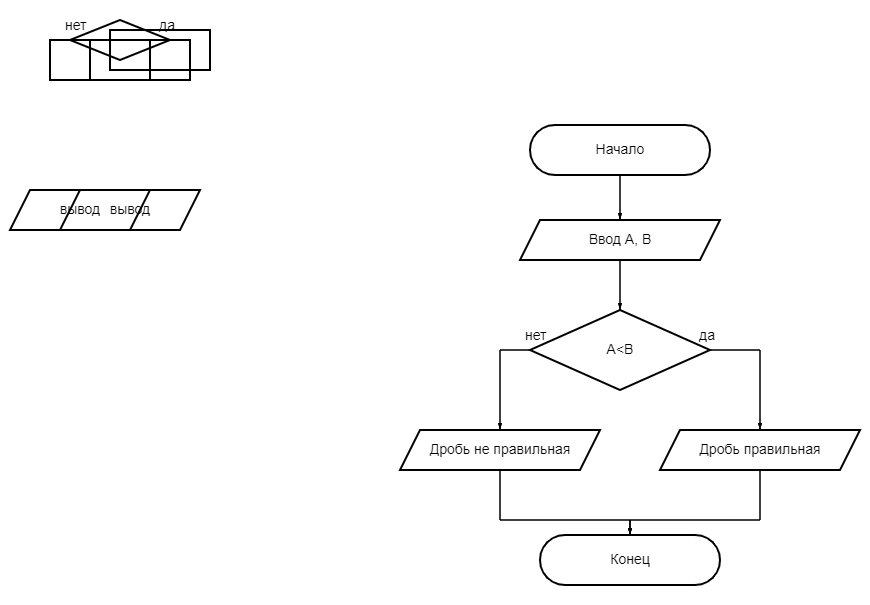 нет да
вывод вывод
Начало
Ввод А, В
нет да
А<В
Дробь не правильная
Дробь правильная
Конец